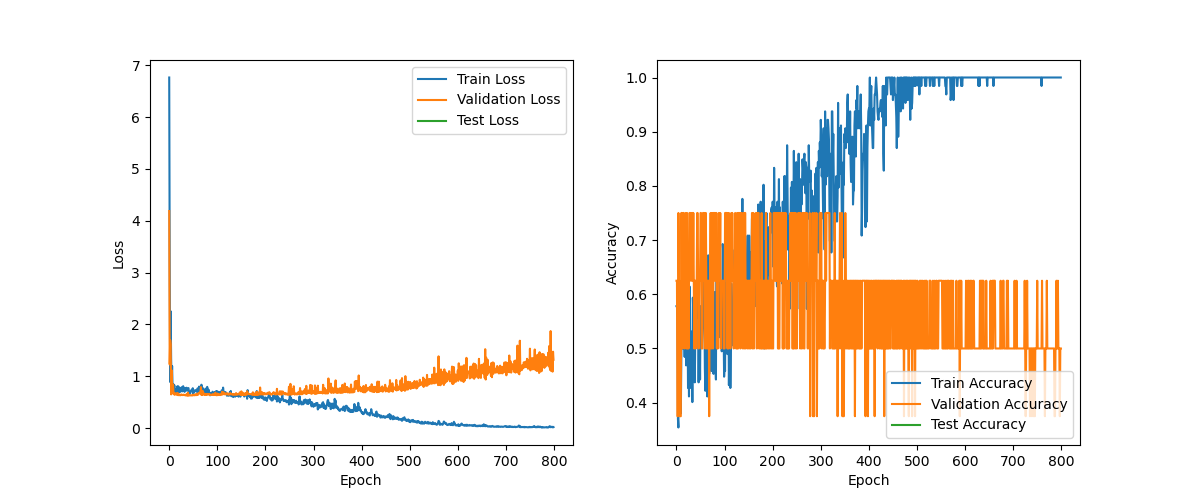 7
6
5
4
3
2
1
0
Loss
Train Loss
Validation Loss
Test Loss
0 100 200 300 400 500 600 700 800
Epoch
1.0
0.9
0.8
0.7
0.6
0.5
0.4
Accuracy
Train Accuracy
Validation Accuracy
Test Accuracy
0 100 200 300 400 500 600 700 800
Epoch